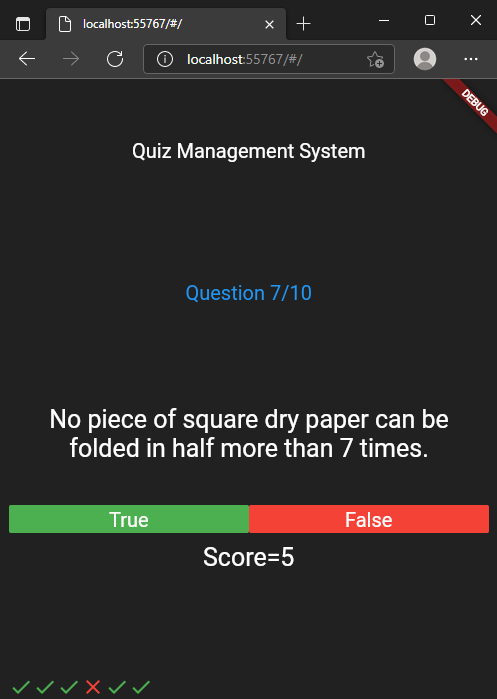 localhost:55767/#/
localhost:55767/#/
DEBUG
Quiz Management System
Question 7/10
No piece of square dry paper can be
folded in half more than 7 times.
True
False
Score=5